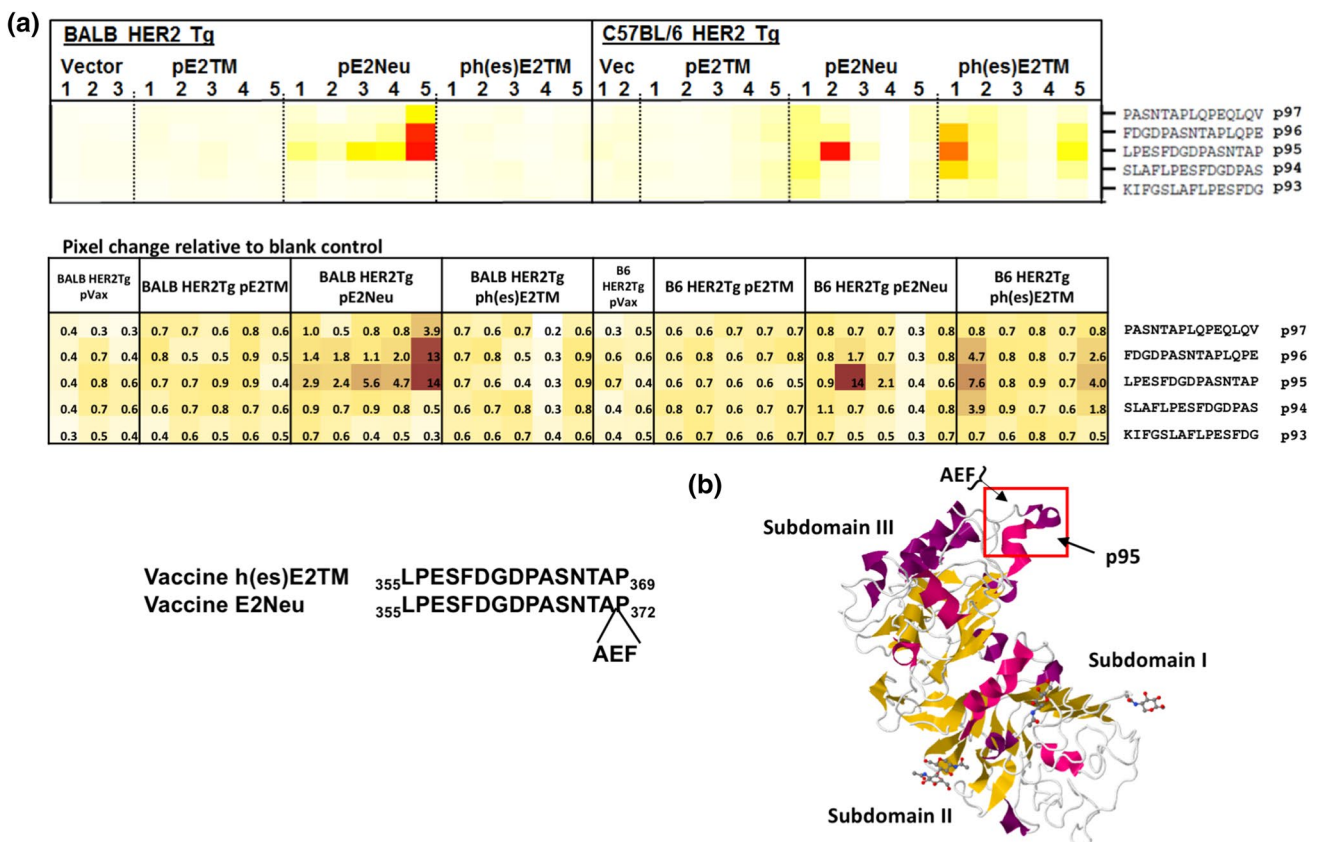 (a)
BALB HER2 Tg C57BL/6 HER2 Tg
Vector pE2TM pE2Neu ph(es)E2TM Vec pE2TM pE2Neu ph(es)E2TM
1 2 3 1 2 3 4 5 1 2 3 4 5 1 2 3 4 5 1 2 1 2 3 4 5 1 2 3 4 5 1 2 3 4 5
PASNTAPLQPEQLQV p97
FDGDPASNTAPLQPE p96
LPESFDGDPASNTAP p95
SLAFLPESFDGDPAS p94
KIFGSLAFLPESFDG p93
Pixel change relative to blank control
BALB HER2Tg pVax BALB HER2Tg pE2TM BALB HER2Tg pE2Neu BALB HER2Tg ph(es)E2TM B6 HER2Tg pVax B6 HER2Tg pE2TM B6 HER2Tg pE2Neu B6 HER2Tg ph(es)E2TM
0.4 0.3 0.3 0.7 0.7 0.6 0.8 0.6 1.0 0.5 0.8 0.8 3.9 0.7 0.6 0.7 0.2 0.6 0.3 0.5 0.6 0.6 0.7 0.7 0.7 0.8 0.7 0.7 0.3 0.8 0.8 0.7 0.8 0.7 0.8 PASNTAPLQPEQLQV p97
0.4 0.7 0.4 0.8 0.5 0.5 0.9 0.5 1.4 1.8 1.1 2.0 13 0.7 0.8 0.5 0.3 0.9 0.6 0.6 0.6 0.8 0.6 0.7 0.8 0.8 1.7 0.7 0.3 0.8 4.7 0.8 0.8 0.7 2.6 FDGDPASNTAPLQPE p96
0.4 0.8 0.6 0.7 0.7 0.9 0.9 0.4 2.9 2.4 5.6 4.7 14 0.7 0.6 0.4 0.3 0.9 0.7 0.4 0.7 0.6 0.6 0.6 0.5 0.9 14 2.1 0.4 0.6 7.6 0.8 0.9 0.7 4.0 LPESFDGDPASNTAP p95
0.4 0.7 0.6 0.6 0.7 0.6 0.7 0.6 0.9 0.7 0.9 0.8 0.5 0.6 0.7 0.8 0.3 0.8 0.4 0.6 0.8 0.7 0.6 0.7 0.7 1.1 0.7 0.6 0.4 0.8 3.9 0.9 0.7 0.6 1.8 SLAFLPESFDGDPAS p94
0.3 0.5 0.4 0.4 0.6 0.6 0.6 0.6 0.7 0.6 0.4 0.5 0.3 0.6 0.6 0.7 0.4 0.6 0.4 0.5 0.7 0.6 0.6 0.6 0.7 0.7 0.5 0.5 0.3 0.7 0.7 0.6 0.8 0.7 0.5 KIFGSLAFLPESFDG p93
Vaccine h(es)E2TM 355LPESFDGDPASNTAP369
Vaccine E2Neu 355LPESFDGDPASNTAP372
AEF
(b)
AEF
Subdomain III
p95
Subdomain I
Subdomain II